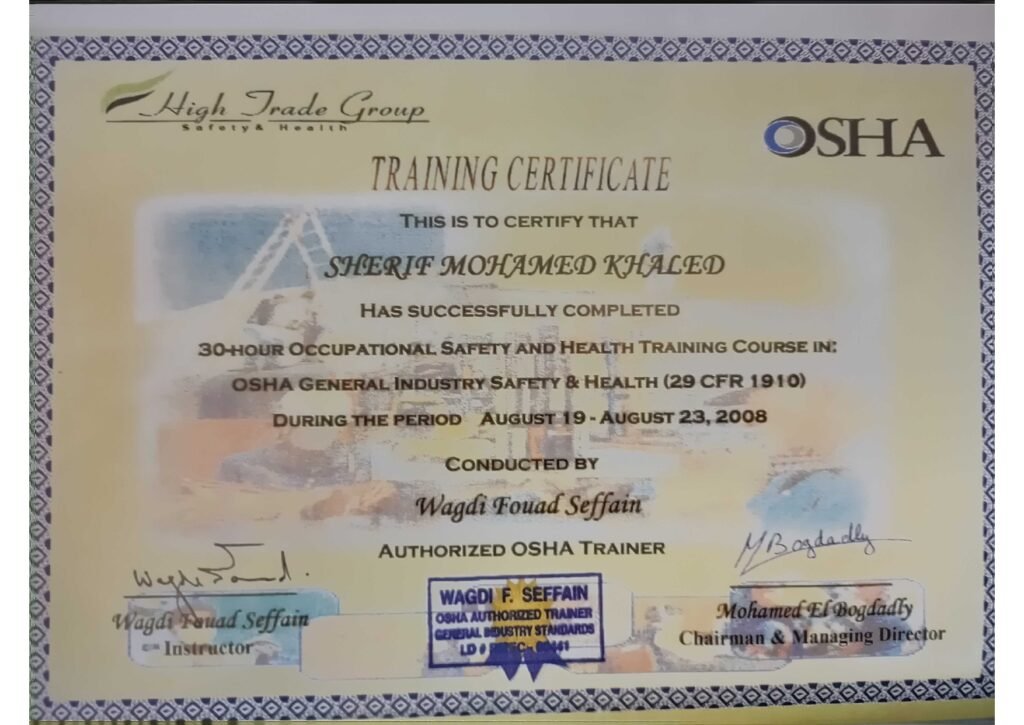 High Trade Group
Safety & Health
OSHA
TRAINING CERTIFICATE
THIS IS TO CERTIFY THAT
SHERIF MOHAMED KHALED
HAS SUCCESSFULLY COMPLETED
30-HOUR OCCUPATIONAL SAFETY AND HEALTH TRAINING COURSE IN:
OSHA GENERAL INDUSTRY SAFETY & HEALTH (29 CFR 1910)
DURING THE PERIOD AUGUST 19 - AUGUST 23, 2008
CONDUCTED BY
Wagdi Fouad Seffain
AUTHORIZED OSHA TRAINER
MBogdadly
WAGDI F. SEFFAIN
OSHA AUTHORIZED TRAINER
GENERAL INDUSTRY STANDARDS
I.D #
Wagdi Fouad Seffain
Instructor
Mohamed El Bogdadly
Chairman & Managing Director